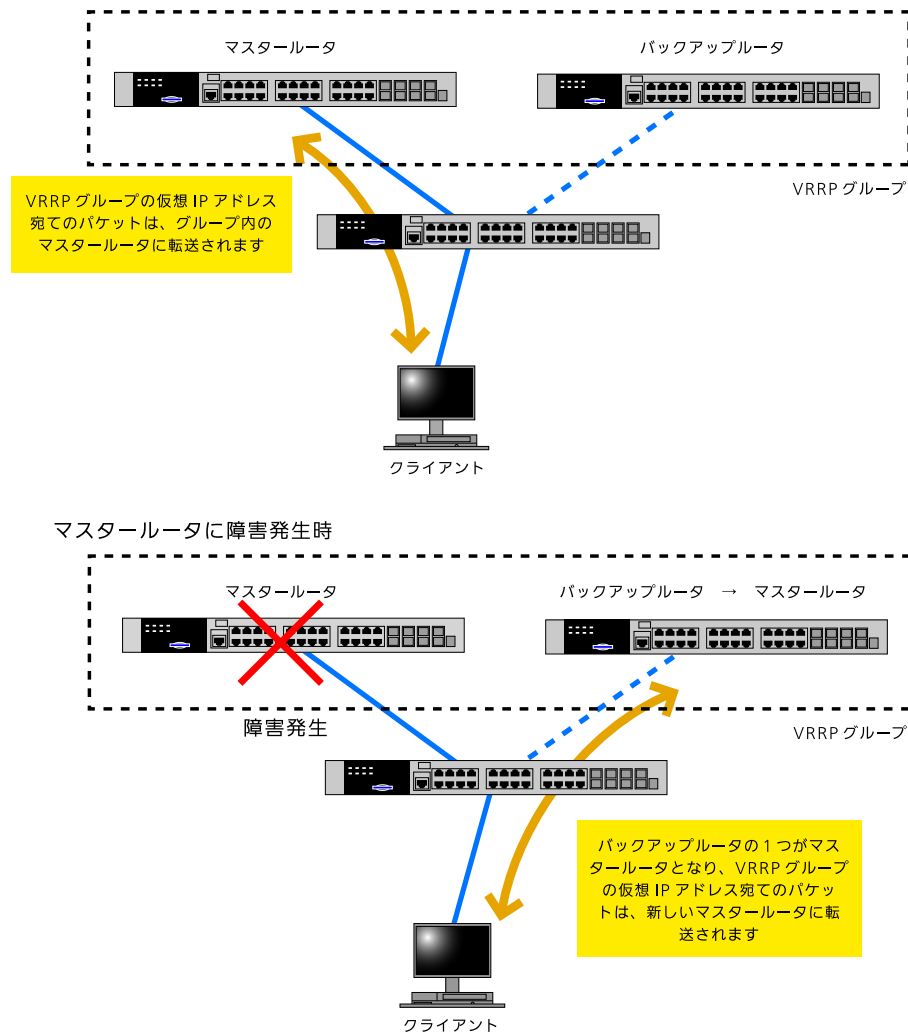 マスタールータ
バックアップルータ
VRRP グループ
VRRP グループの仮想 IP アドレス
宛てのパケットは、グループ内の
マスタールータに転送されます
クライアント
マスタールータに障害発生時
マスタールータ
バックアップルータ → マスタールータ
障害発生
VRRP グループ
バックアップルータの 1 つがマス
タールータとなり、VRRP グループ
の仮想 IP アドレス宛てのパケッ
トは、新しいマスタールータに転
送されます
クライアント